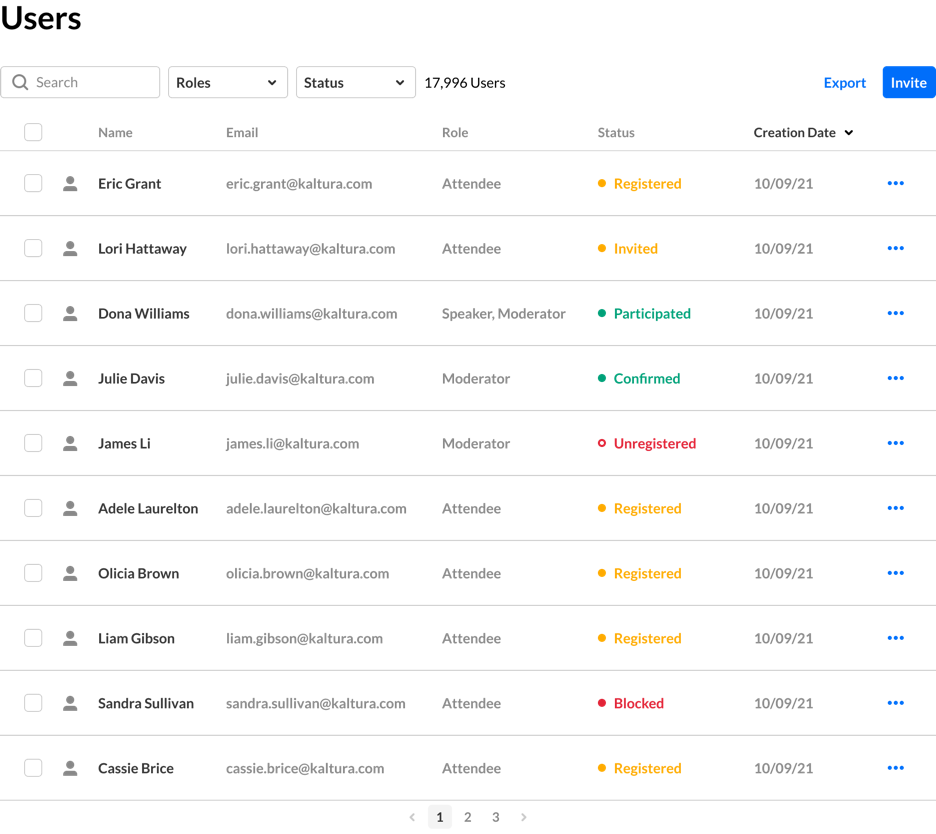 Users
Search Roles Status 17,996 Users Export Invite
Name Email Role Status Creation Date
Eric Grant eric.grant@kaltura.com Attendee Registered 10/09/21
Lori Hattaway lori.hattaway@kaltura.com Attendee Invited 10/09/21
Dona Williams dona.williams@kaltura.com Speaker, Moderator Participated 10/09/21
Julie Davis julie.davis@kaltura.com Moderator Confirmed 10/09/21
James Li james.li@kaltura.com Moderator Unregistered 10/09/21
Adele Laurelton adele.laurelton@kaltura.com Attendee Registered 10/09/21
Olicia Brown olicia.brown@kaltura.com Attendee Registered 10/09/21
Liam Gibson liam.gibson@kaltura.com Attendee Registered 10/09/21
Sandra Sullivan sandra.sullivan@kaltura.com Attendee Blocked 10/09/21
Cassie Brice cassie.brice@kaltura.com Attendee Registered 10/09/21
1 2 3